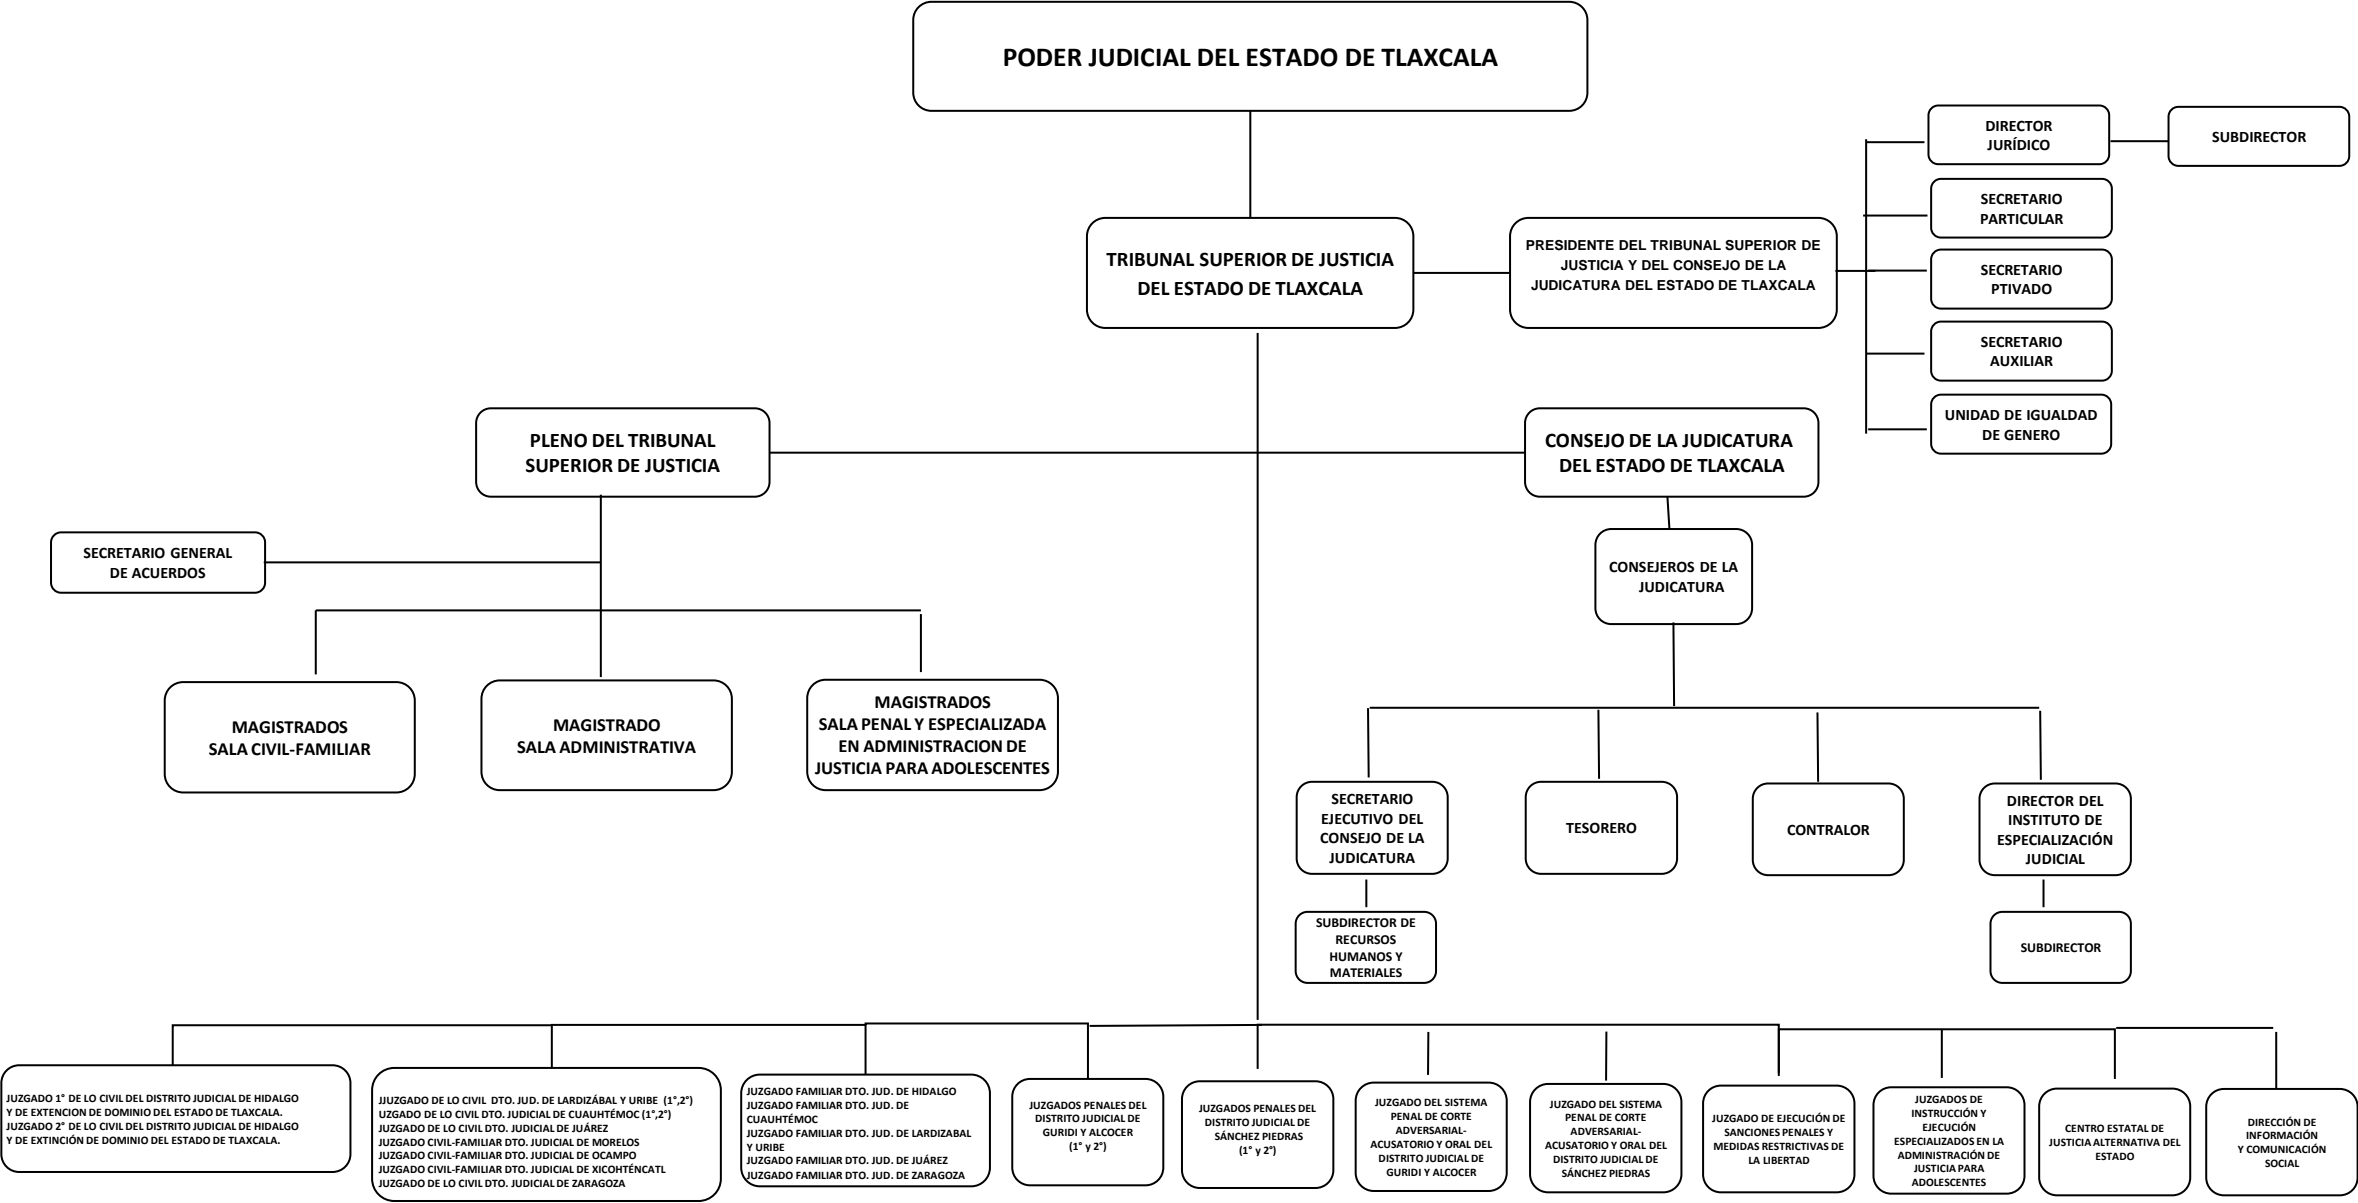 PODER JUDICIAL DEL ESTADO DE TLAXCALA
DIRECTOR
JURÍDICO
SUBDIRECTOR
SECRETARIO
PARTICULAR
TRIBUNAL SUPERIOR DE JUSTICIA
DEL ESTADO DE TLAXCALA
PRESIDENTE DEL TRIBUNAL SUPERIOR DE
JUSTICIA Y DEL CONSEJO DE LA
JUDICATURA DEL ESTADO DE TLAXCALA
SECRETARIO
PTIVADO
SECRETARIO
AUXILIAR
UNIDAD DE IGUALDAD
DE GENERO
PLENO DEL TRIBUNAL
SUPERIOR DE JUSTICIA
CONSEJO DE LA JUDICATURA
DEL ESTADO DE TLAXCALA
SECRETARIO GENERAL
DE ACUERDOS
CONSEJEROS DE LA
JUDICATURA
MAGISTRADOS
SALA CIVIL-FAMILIAR
MAGISTRADO
SALA ADMINISTRATIVA
MAGISTRADOS
SALA PENAL Y ESPECIALIZADA
EN ADMINISTRACION DE
JUSTICIA PARA ADOLESCENTES
SECRETARIO
EJECUTIVO DEL
CONSEJO DE LA
JUDICATURA
TESORERO
CONTRALOR
DIRECTOR DEL
INSTITUTO DE
ESPECIALIZACIÓN
JUDICIAL
SUBDIRECTOR DE
RECURSOS
HUMANOS Y
MATERIALES
SUBDIRECTOR
JUZGADO 1° DE LO CIVIL DEL DISTRITO JUDICIAL DE HIDALGO
Y DE EXTENCION DE DOMINIO DEL ESTADO DE TLAXCALA.
JUZGADO 2° DE LO CIVIL DEL DISTRITO JUDICIAL DE HIDALGO
Y DE EXTINCIÓN DE DOMINIO DEL ESTADO DE TLAXCALA.
JJUZGADO DE LO CIVIL DTO. JUD. DE LARDIZÁBAL Y URIBE (1°,2°)
UZGADO DE LO CIVIL DTO. JUDICIAL DE CUAUHTÉMOC (1°,2°)
JUZGADO DE LO CIVIL DTO. JUDICIAL DE JUÁREZ
JUZGADO CIVIL-FAMILIAR DTO. JUDICIAL DE MORELOS
JUZGADO CIVIL-FAMILIAR DTO. JUDICIAL DE OCAMPO
JUZGADO CIVIL-FAMILIAR DTO. JUDICIAL DE XICOHTÉNCATL
JUZGADO DE LO CIVIL DTO. JUDICIAL DE ZARAGOZA
JUZGADO FAMILIAR DTO. JUD. DE HIDALGO
JUZGADO FAMILIAR DTO. JUD. DE
CUAUHTÉMOC
JUZGADO FAMILIAR DTO. JUD. DE LARDIZABAL
Y URIBE
JUZGADO FAMILIAR DTO. JUD. DE JUÁREZ
JUZGADO FAMILIAR DTO. JUD. DE ZARAGOZA
JUZGADOS PENALES DEL
DISTRITO JUDICIAL DE
GURIDI Y ALCOCER
(1° y 2°)
JUZGADOS PENALES DEL
DISTRITO JUDICIAL DE
SÁNCHEZ PIEDRAS
(1° y 2°)
JUZGADO DEL SISTEMA
PENAL DE CORTE
ADVERSARIAL-
ACUSATORIO Y ORAL DEL
DISTRITO JUDICIAL DE
GURIDI Y ALCOCER
JUZGADO DEL SISTEMA
PENAL DE CORTE
ADVERSARIAL-
ACUSATORIO Y ORAL DEL
DISTRITO JUDICIAL DE
SÁNCHEZ PIEDRAS
JUZGADO DE EJECUCIÓN DE
SANCIONES PENALES Y
MEDIDAS RESTRICTIVAS DE
LA LIBERTAD
JUZGADOS DE
INSTRUCCIÓN Y
EJECUCIÓN
ESPECIALIZADOS EN LA
ADMINISTRACIÓN DE
JUSTICIA PARA
ADOLESCENTES
CENTRO ESTATAL DE
JUSTICIA ALTERNATIVA DEL
ESTADO
DIRECCIÓN DE
INFORMACIÓN
Y COMUNICACIÓN
SOCIAL